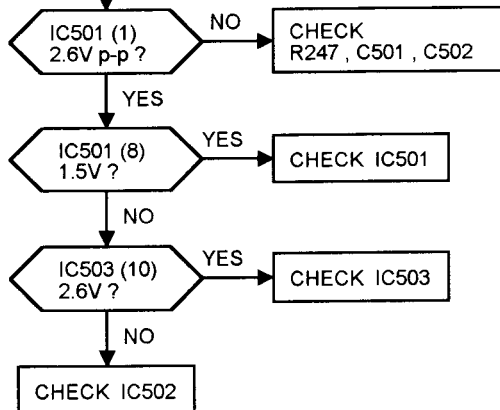 IC501 (1)
2.6V p-p ?
NO
CHECK
R247 , C501 , C502
YES
IC501 (8)
1.5V ?
YES
CHECK IC501
NO
IC503 (10)
2.6V ?
YES
CHECK IC503
NO
CHECK IC502